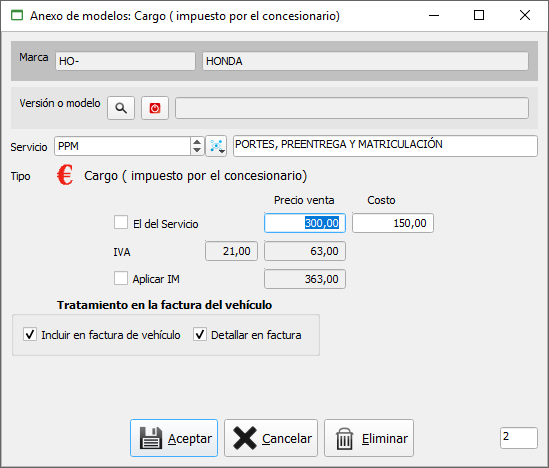 Anexo de modelos: Cargo ( impuesto por el concesionario)
Marca HO- HONDA
Versión o modelo
Servicio PPM PORTES, PREENTREGA Y MATRICULACIÓN
Tipo € Cargo ( impuesto por el concesionario)
Precio venta Costo
El del Servicio 300,00 150,00
IVA 21,00 63,00
Aplicar IM 363,00
Tratamiento en la factura del vehículo
Incluir en factura de vehículo Detallar en factura
Aceptar Cancelar Eliminar 2